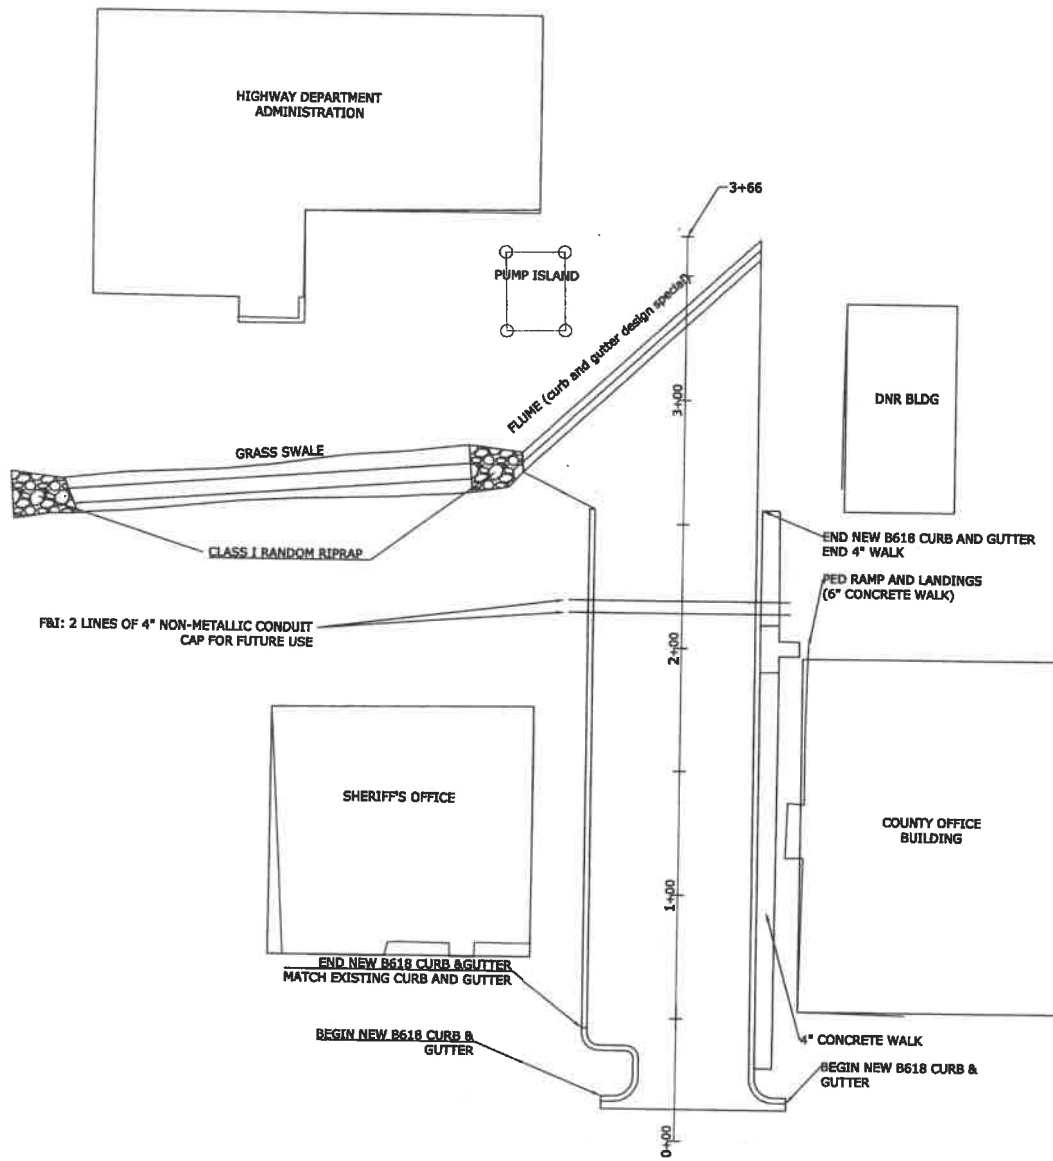 HIGHWAY DEPARTMENT
ADMINISTRATION
3+66
PUMP ISLAND
FLUME (curb and gutter design special)
3+00
DNR BLDG
GRASS SWALE
CLASS I RANDOM RIPRAP
END NEW B618 CURB AND GUTTER
END 4" WALK
PED RAMP AND LANDINGS
(6" CONCRETE WALK)
F&I: 2 LINES OF 4" NON-METALLIC CONDUIT
CAP FOR FUTURE USE
2+00
SHERIFF'S OFFICE
COUNTY OFFICE
BUILDING
1+00
END NEW B618 CURB &GUTTER
MATCH EXISTING CURB AND GUTTER
BEGIN NEW B618 CURB &
GUTTER
4" CONCRETE WALK
BEGIN NEW B618 CURB &
GUTTER
0+00